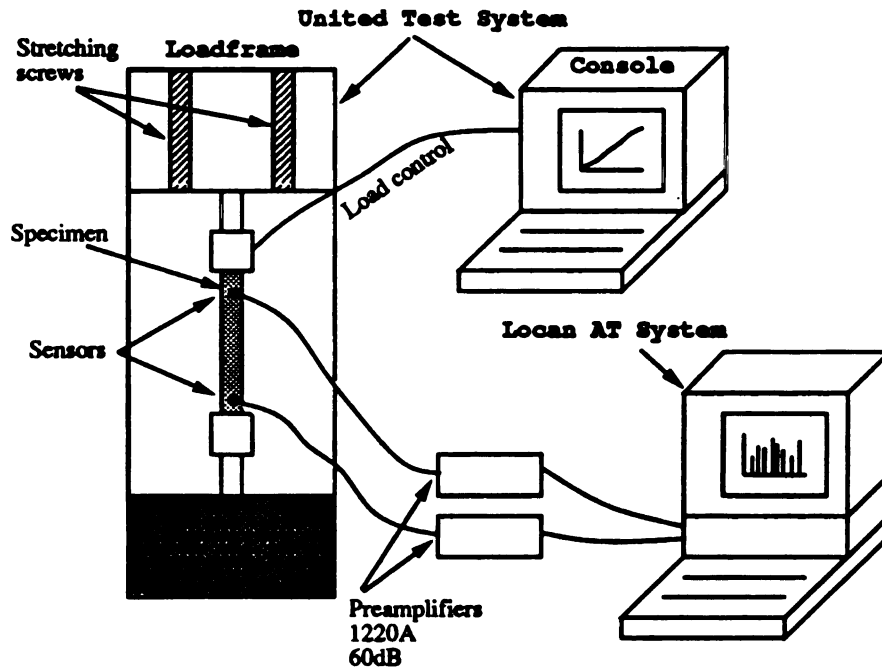 United Test System
Stretching
screws
Loadframe
Console
Load control
Specimen
Sensors
Locan AT System
Preamplifiers
1220A
60dB